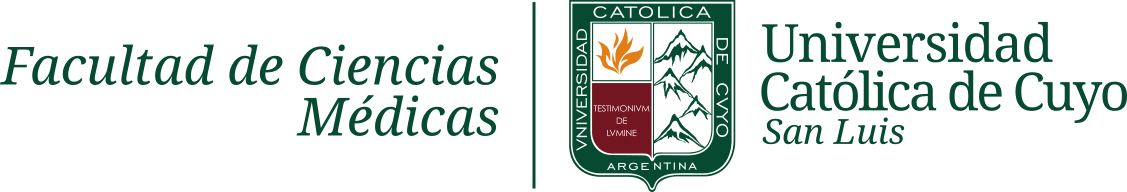 Facultad de Ciencias
Médicas
VNIVERSIDAD
CATOLICA
DE CVYO
ARGENTINA
TESTIMONIVM
DE
LVMINE
Universidad
Católica de Cuyo
San Luis